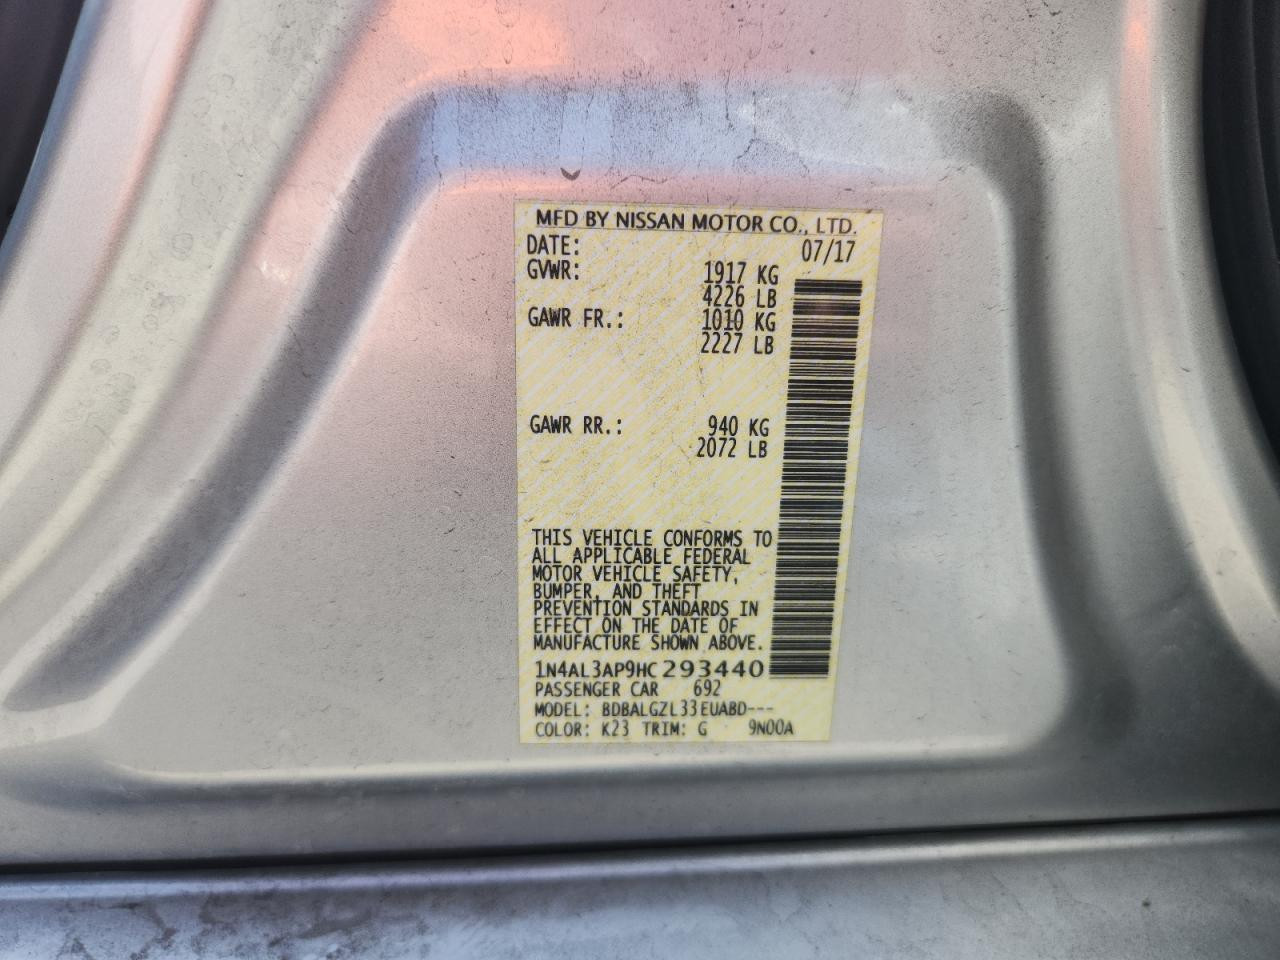 MFD BY NISSAN MOTOR CO., LTD.
DATE: 07/17
GVWR: 1917 KG
4226 LB
GAWR FR.: 1010 KG
2227 LB
GAWR RR.: 940 KG
2072 LB
THIS VEHICLE CONFORMS TO
ALL APPLICABLE FEDERAL
MOTOR VEHICLE SAFETY,
BUMPER, AND THEFT
PREVENTION STANDARDS IN
EFFECT ON THE DATE OF
MANUFACTURE SHOWN ABOVE.
1N4AL3AP9HC293440
PASSENGER CAR 692
MODEL: BDBALGZL33EUABD---
COLOR: K23 TRIM: G 9N00A